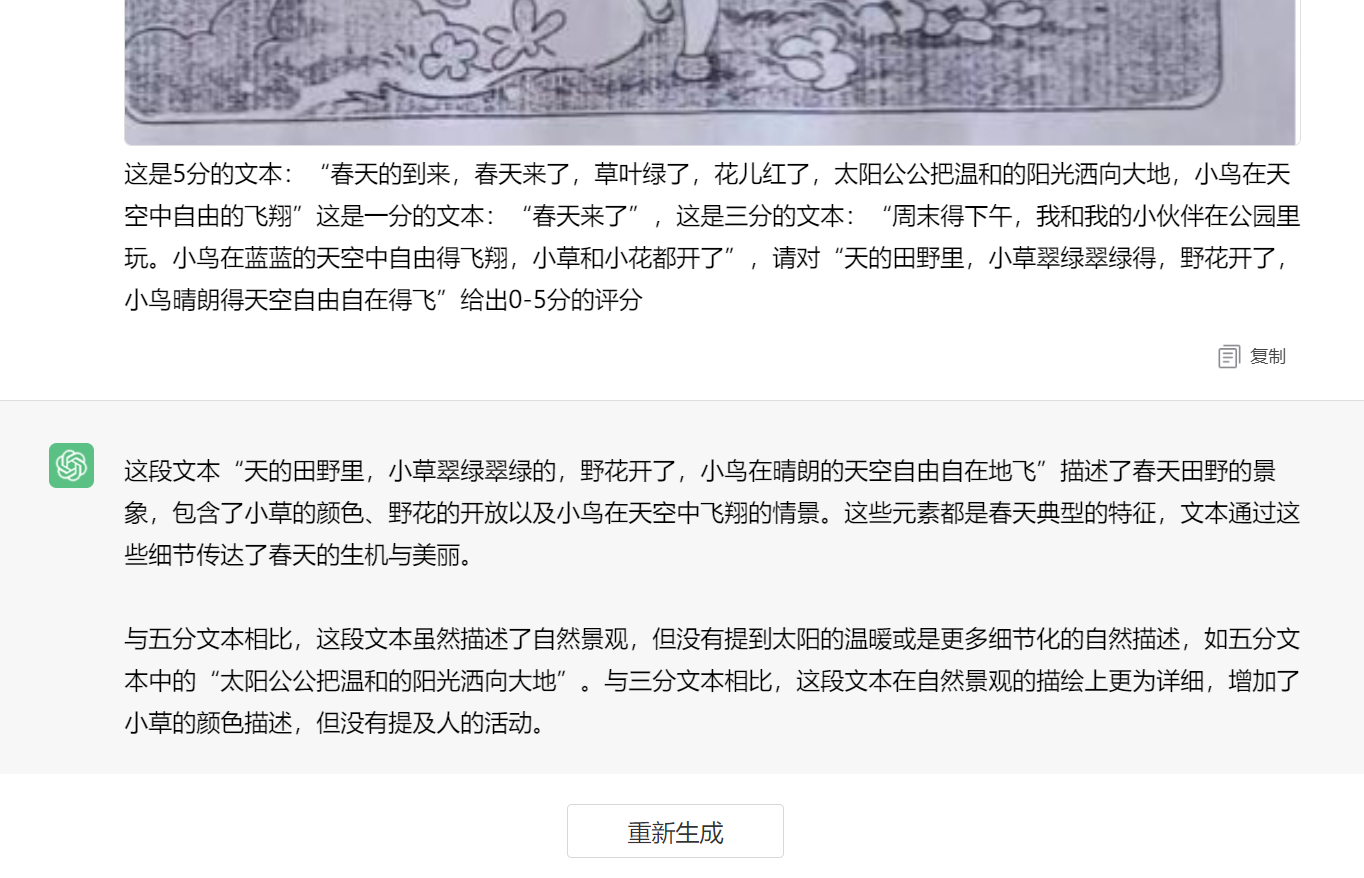 这是5分的文本：“春天的到来，春天来了，草叶绿了，花儿红了，太阳公公把温和的阳光洒向大地，小鸟在天
空中自由的飞翔”这是一分的文本：“春天来了”，这是三分的文本：“周末得下午，我和我的小伙伴在公园里
玩。小鸟在蓝蓝的天空中自由得飞翔，小草和小花都开了”，请对“天的田野里，小草翠绿翠绿得，野花开了，
小鸟晴朗得天空自由自在得飞”给出0-5分的评分
复制
这段文本“天的田野里，小草翠绿翠绿的，野花开了，小鸟在晴朗的天空自由自在地飞”描述了春天田野的景
象，包含了小草的颜色、野花的开放以及小鸟在天空中飞翔的情景。这些元素都是春天典型的特征，文本通过这
些细节传达了春天的生机与美丽。
与五分文本相比，这段文本虽然描述了自然景观，但没有提到太阳的温暖或是更多细节化的自然描述，如五分文
本中的“太阳公公把温和的阳光洒向大地”。与三分文本相比，这段文本在自然景观的描绘上更为详细，增加了
小草的颜色描述，但没有提及人的活动。
重新生成